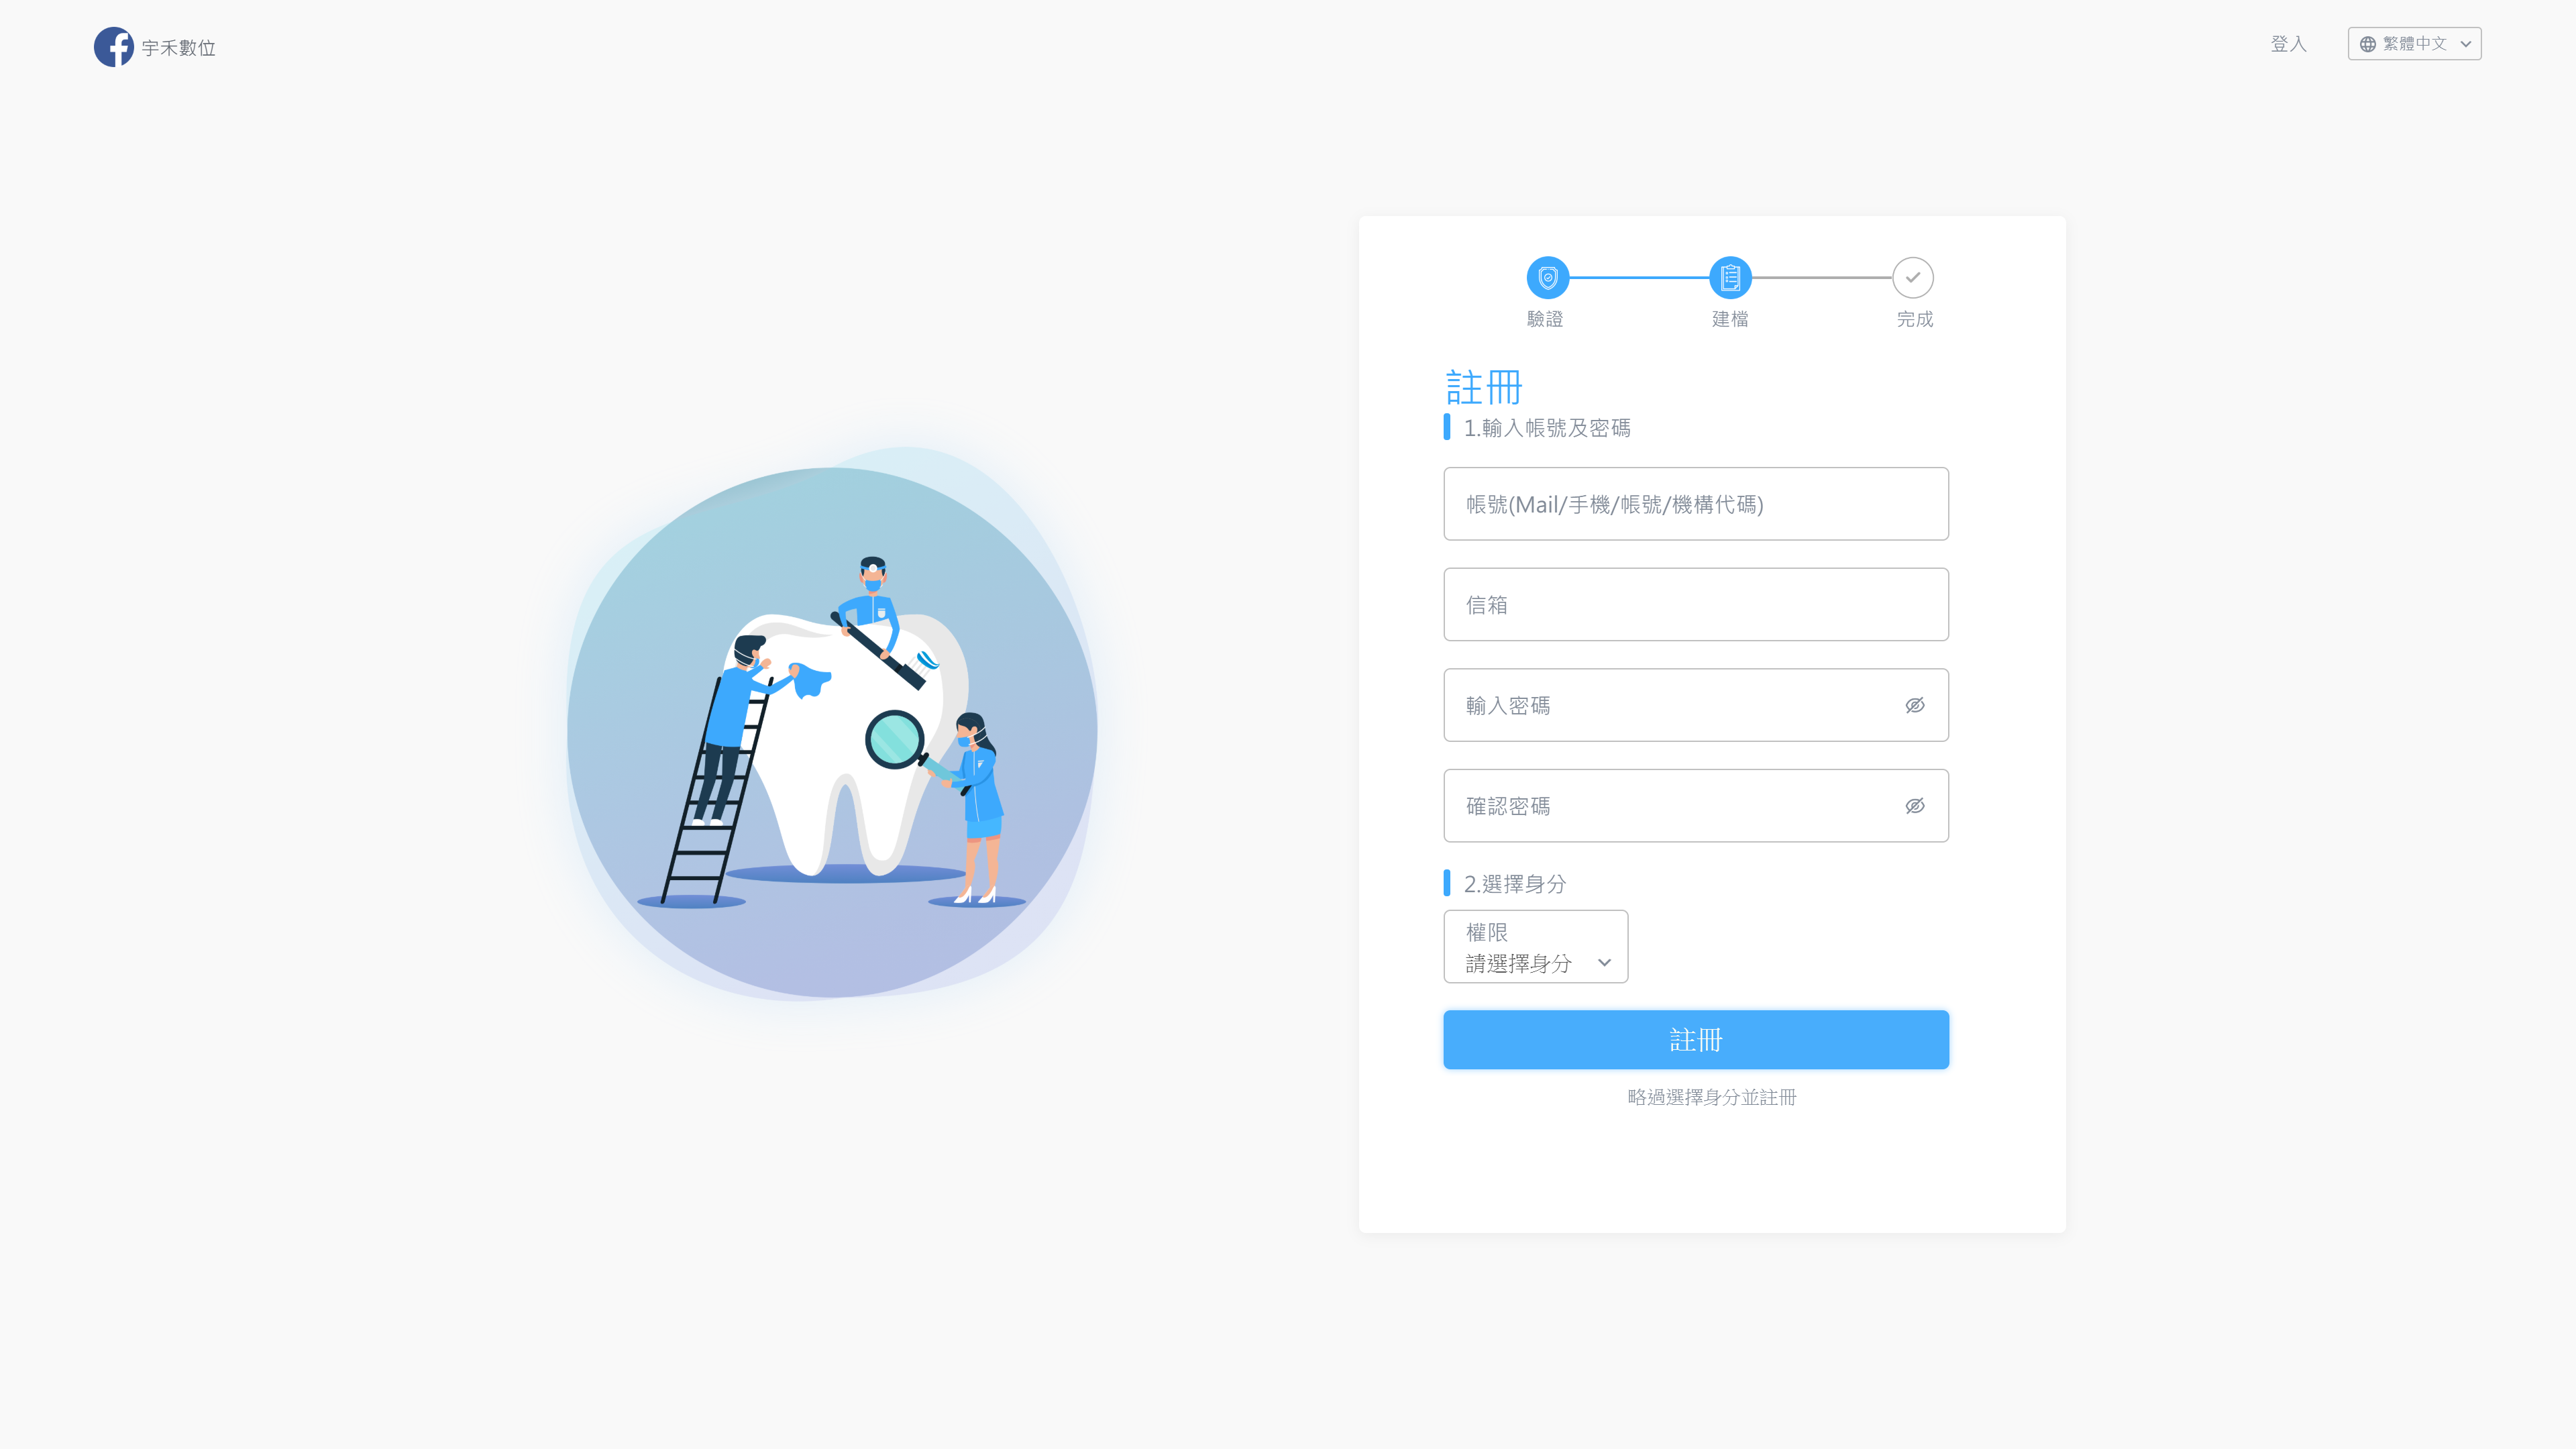 宇禾數位
登入
繁體中文
驗證
建檔
完成
註冊
1.輸入帳號及密碼
帳號(Mail/手機/帳號/機構代碼)
信箱
輸入密碼
確認密碼
2.選擇身分
權限
請選擇身分
註冊
略過選擇身分並註冊